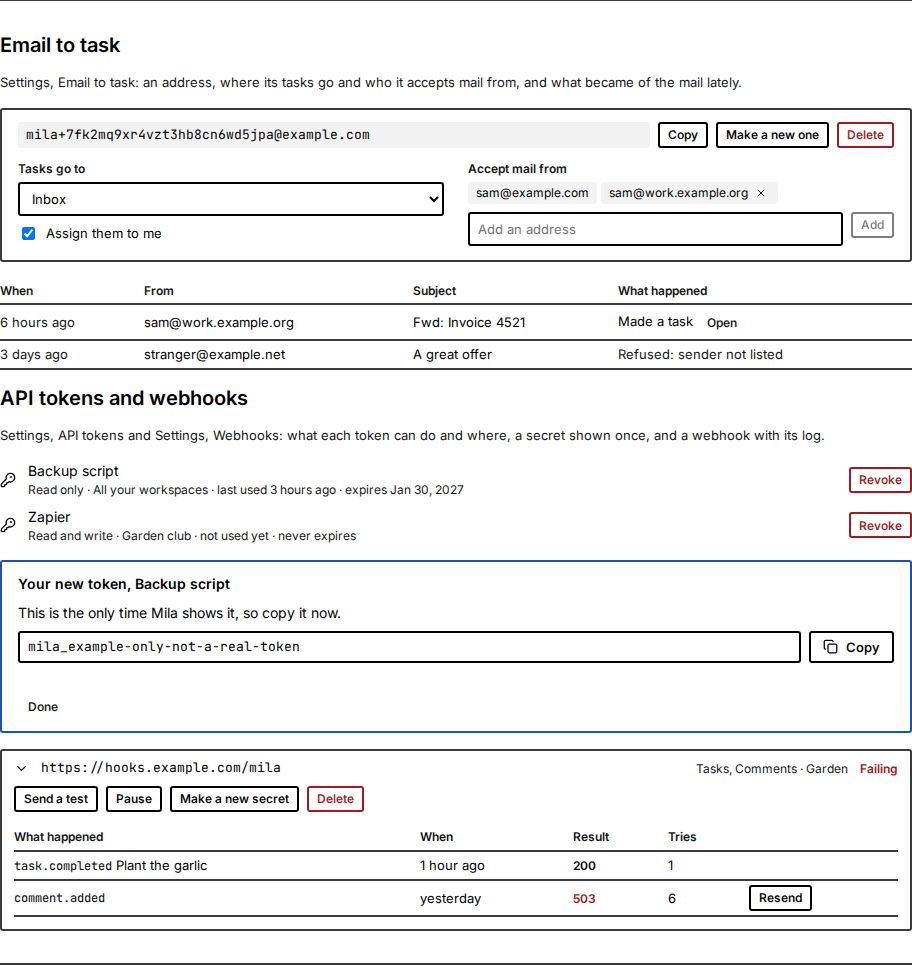 Email to task
Settings, Email to task: an address, where its tasks go and who it accepts mail from, and what became of the mail lately.
mila+7fk2mq9xr4vzt3hb8cn6wd5jpa@example.com Copy Make a new one Delete
Tasks go to Accept mail from
Inbox sam@example.com sam@work.example.org ×
Assign them to me Add an address Add
When From Subject What happened
6 hours ago sam@work.example.org Fwd: Invoice 4521 Made a task Open
3 days ago stranger@example.net A great offer Refused: sender not listed
API tokens and webhooks
Settings, API tokens and Settings, Webhooks: what each token can do and where, a secret shown once, and a webhook with its log.
Backup script
Read only · All your workspaces · last used 3 hours ago · expires Jan 30, 2027 Revoke
Zapier
Read and write · Garden club · not used yet · never expires Revoke
Your new token, Backup script
This is the only time Mila shows it, so copy it now.
mila_example-only-not-a-real-token Copy
Done
https://hooks.example.com/mila Tasks, Comments · Garden Failing
Send a test Pause Make a new secret Delete
What happened When Result Tries
task.completed Plant the garlic 1 hour ago 200 1
comment.added yesterday 503 6 Resend